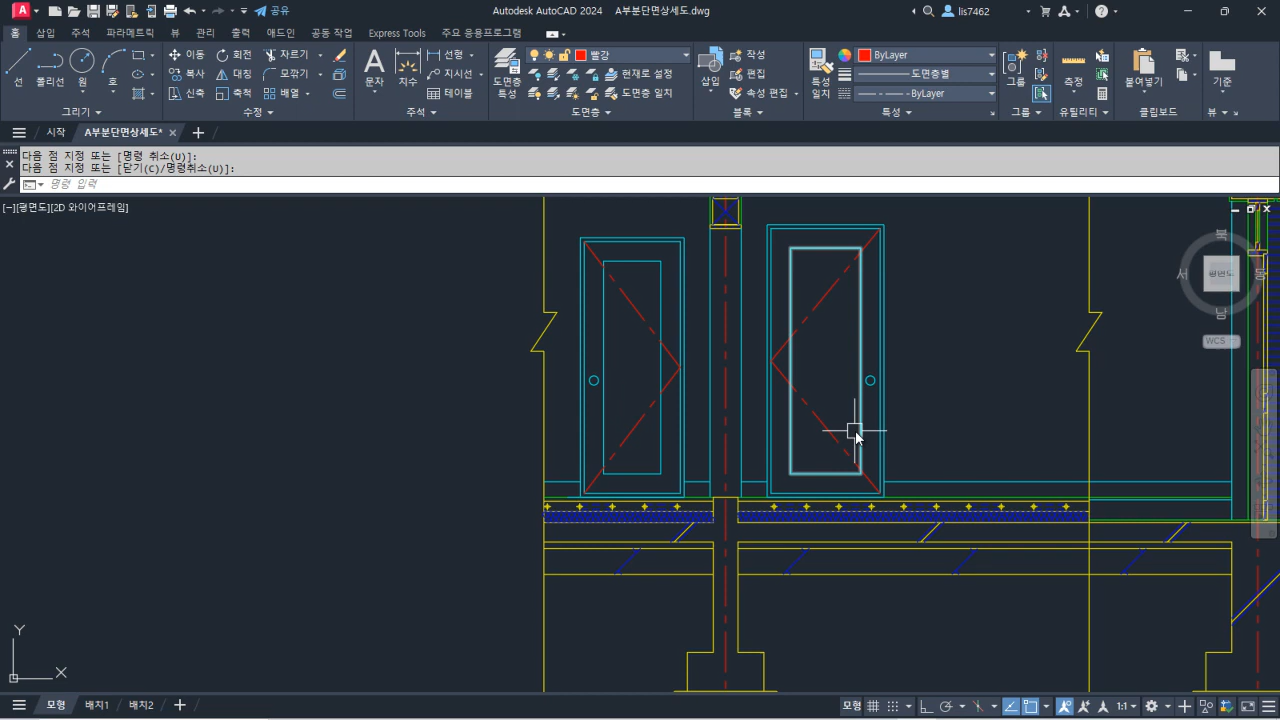 공유
Autodesk AutoCAD 2024 A부분단면상세도.dwg
lis7462
홈 삽입 주석 파라메트릭 뷰 관리 출력 애드인 공동 작업 Express Tools 주요 응용프로그램
선 폴리선 원 호
이동 회전 자르기
복사 대칭 모깎기
신축 축척 배열
문자 치수
선형
지시선
테이블
도면층 특성
빨강
현재로 설정
도면층 일치
삽입
작성
편집
속성 편집
특성 일치
ByLayer
도면층별
ByLayer
그룹 측정 붙여넣기 기준
그리기 수정 주석 도면층 블록 특성 그룹 유틸리티 클립보드 뷰
시작 A부분단면상세도*
다음 점 지정 또는 [명령 취소(U)]:
다음 점 지정 또는 [닫기(C)/명령취소(U)]:
명령 입력
[−][평면도][2D 와이어프레임]
북
서 평면도 동
남
WCS
Y
X
모형 배치1 배치2
모형 1:1